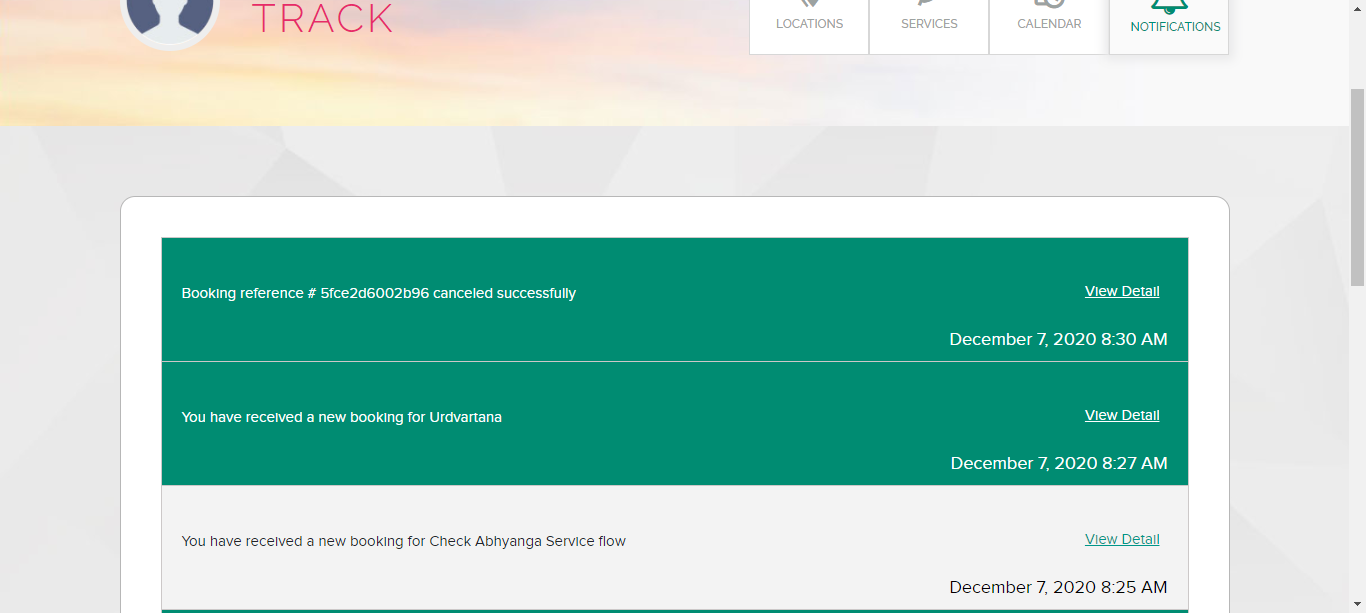 TRACK
LOCATIONS
SERVICES
CALENDAR
NOTIFICATIONS
Booking reference # 5fce2d6002b96 canceled successfully
View Detail
December 7, 2020 8:30 AM
You have received a new booking for Urdvartana
View Detail
December 7, 2020 8:27 AM
You have received a new booking for Check Abhyanga Service flow
View Detail
December 7, 2020 8:25 AM